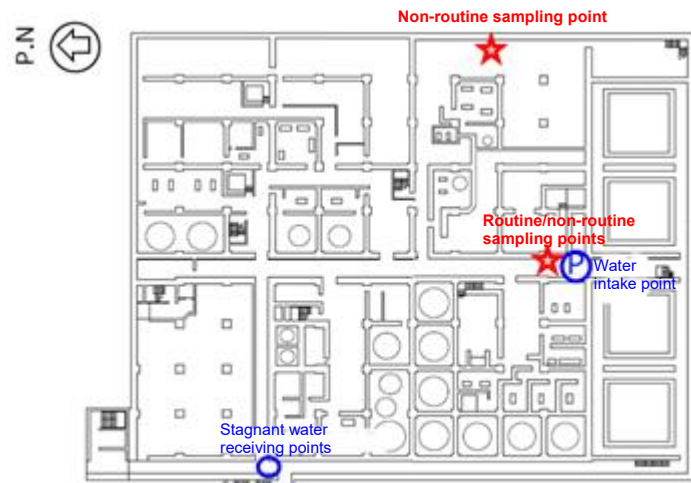 Non-routine sampling point
P.N
Routine/non-routine
sampling points
P
Water
intake point
Stagnant water
receiving points